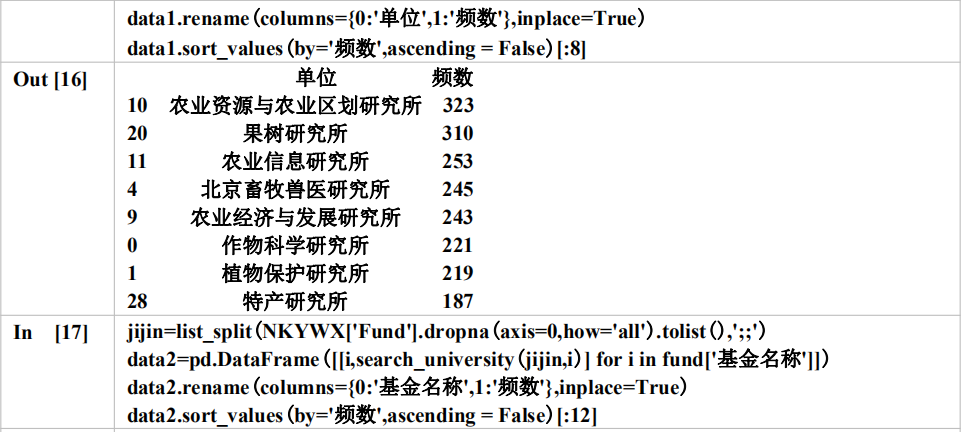 data1.rename(columns={0:'单位',1:'频数'},inplace=True)
data1.sort_values(by='频数',ascending = False)[:8]
Out [16] 单位 频数
10 农业资源与农业区划研究所 323
20 果树研究所 310
11 农业信息研究所 253
4 北京畜牧兽医研究所 245
9 农业经济与发展研究所 243
0 作物科学研究所 221
1 植物保护研究所 219
28 特产研究所 187
In [17] jijin=list_split(NKYWX['Fund'].dropna(axis=0,how='all').tolist(),';;')
data2=pd.DataFrame([[i,search_university(jijin,i)] for i in fund['基金名称']])
data2.rename(columns={0:'基金名称',1:'频数'},inplace=True)
data2.sort_values(by='频数',ascending = False)[:12]